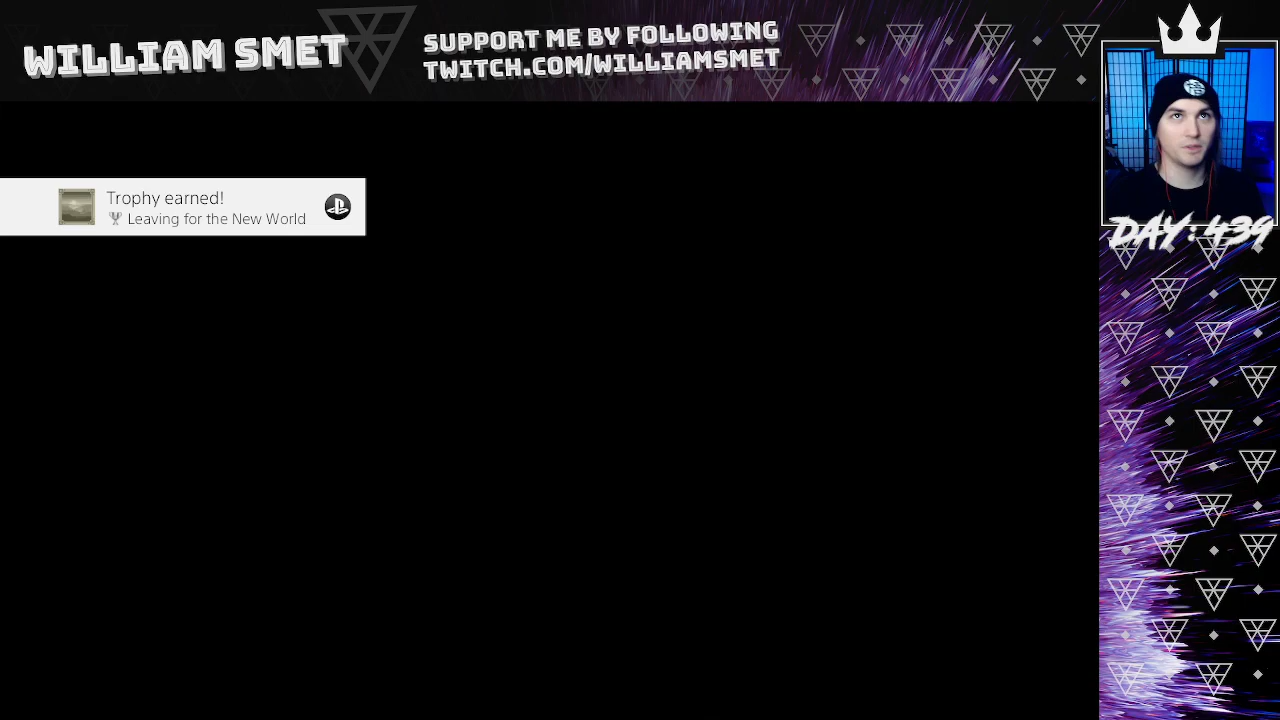 WILLIAM SMET
SUPPORT ME BY FOLLOWING
TWITCH.COM/WILLIAMSMET
Trophy earned!
Leaving for the New World
DAY:439